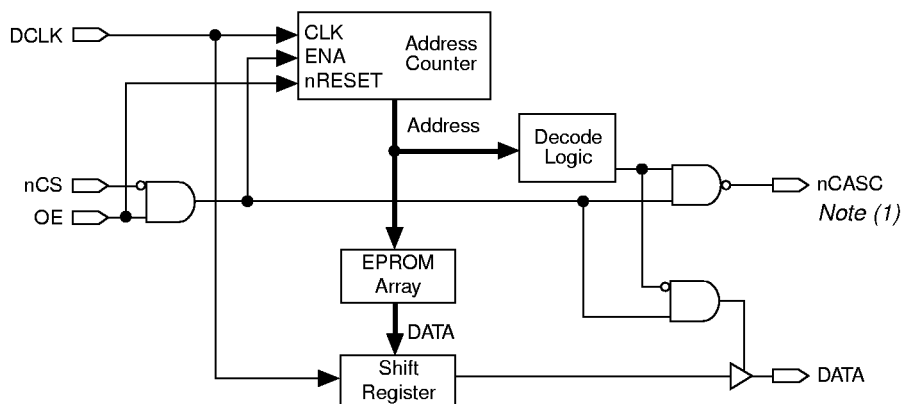 DCLK
CLK
ENA
nRESET
Address
Counter
Address
Decode
Logic
nCS
OE
nCASC
Note (1)
EPROM
Array
DATA
Shift
Register
DATA